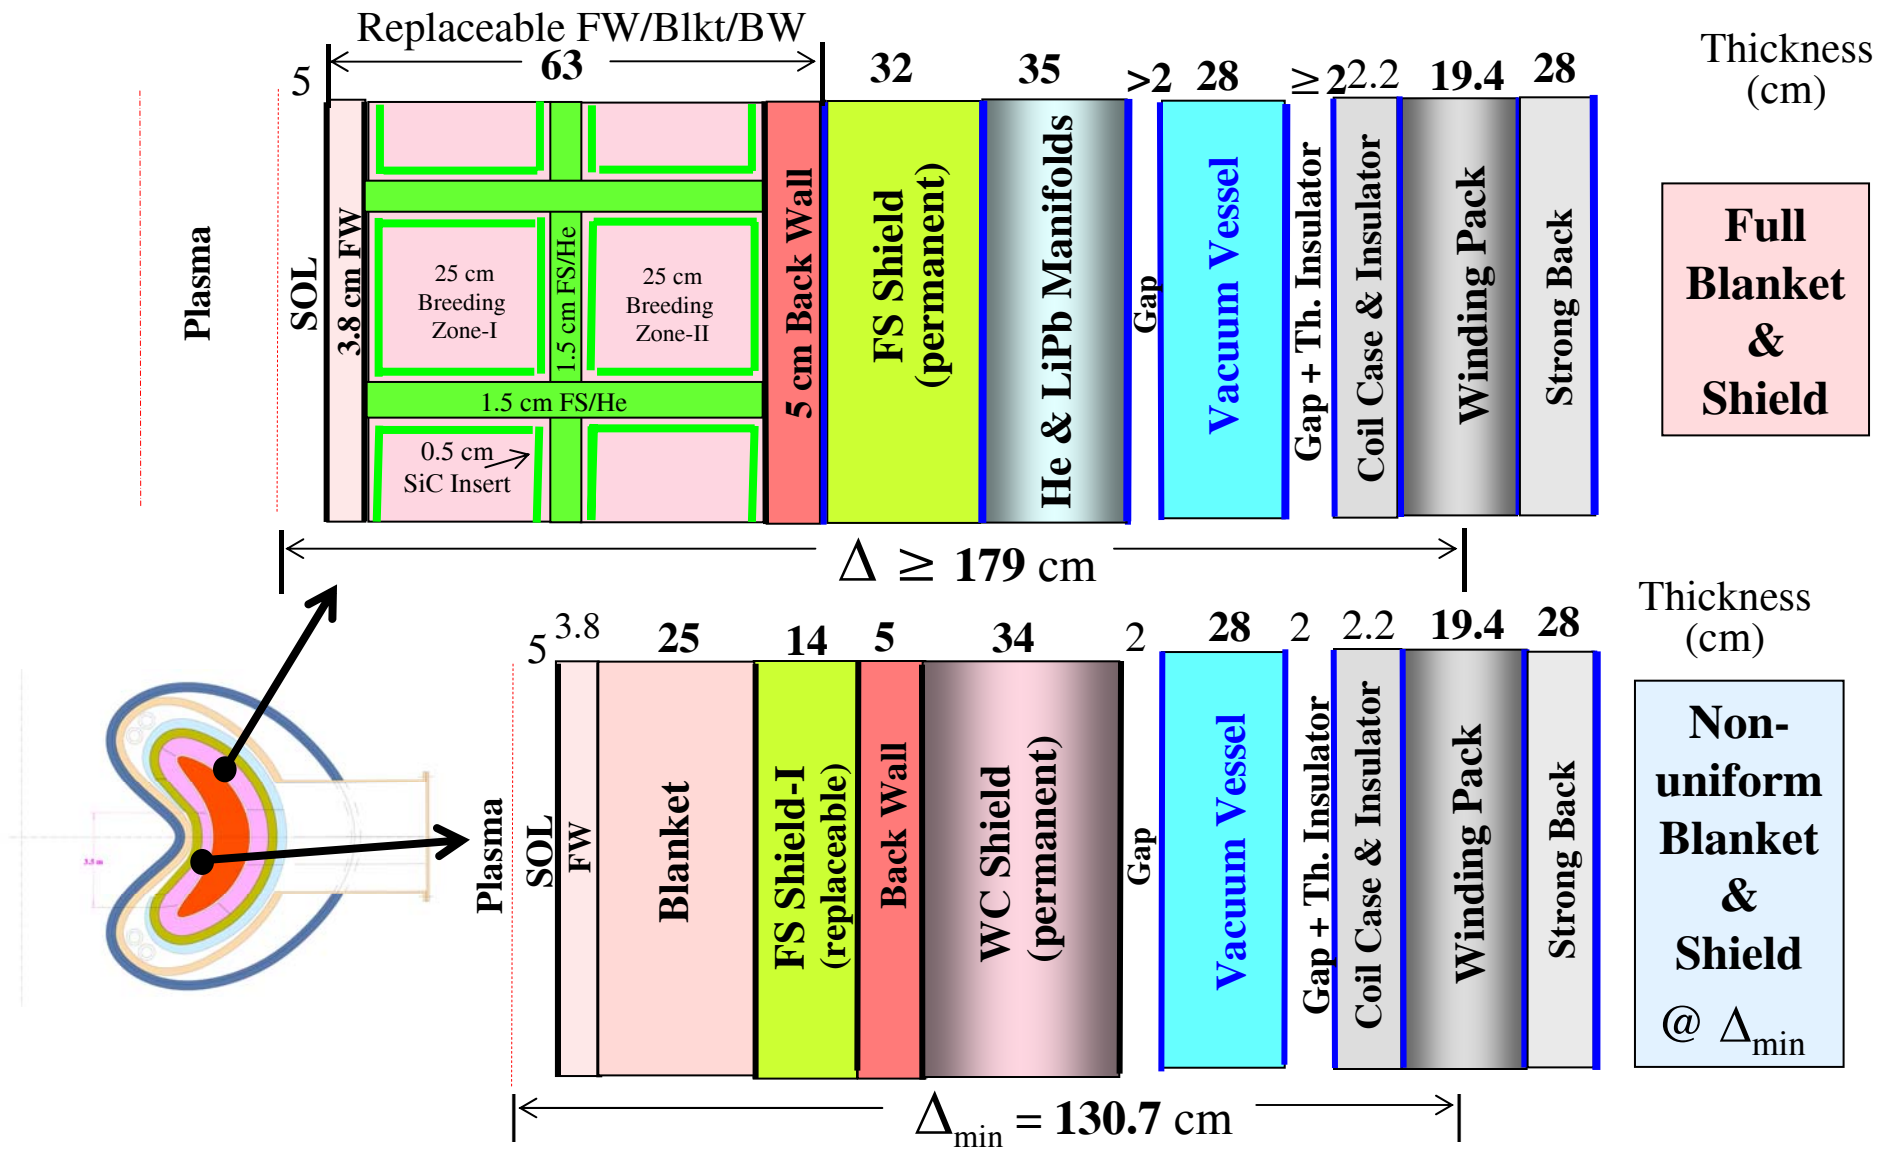 Replaceable FW/Blkt/BW
5
63
32
35
>2
28
≥2
2.2
19.4
28
Thickness
(cm)
Plasma
SOL
3.8 cm FW
25 cm
Breeding
Zone-I
1.5 cm FS/He
25 cm
Breeding
Zone-II
1.5 cm FS/He
0.5 cm
SiC Insert
5 cm Back Wall
FS Shield
(permanent)
He & LiPb Manifolds
Gap
Vacuum Vessel
Gap + Th. Insulator
Coil Case & Insulator
Winding Pack
Strong Back
Full
Blanket
&
Shield
Δ ≥ 179 cm
Thickness
(cm)
5
3.8
25
14
5
34
2
28
2
2.2
19.4
28
3.5 m
Plasma
SOL
FW
Blanket
FS Shield-I
(replaceable)
Back Wall
WC Shield
(permanent)
Gap
Vacuum Vessel
Gap + Th. Insulator
Coil Case & Insulator
Winding Pack
Strong Back
Non-
uniform
Blanket
&
Shield
@ Δmin
Δmin = 130.7 cm